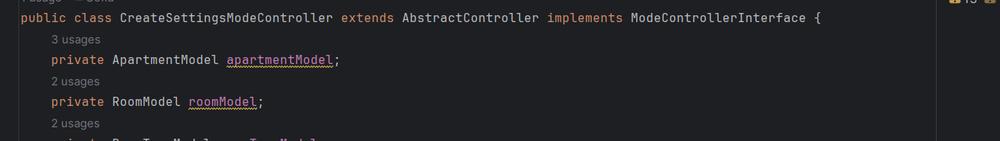 public class CreateSettingsModeController extends AbstractController implements ModeControllerInterface {
3 usages
private ApartmentModel apartmentModel;
2 usages
private RoomModel roomModel;
2 usages